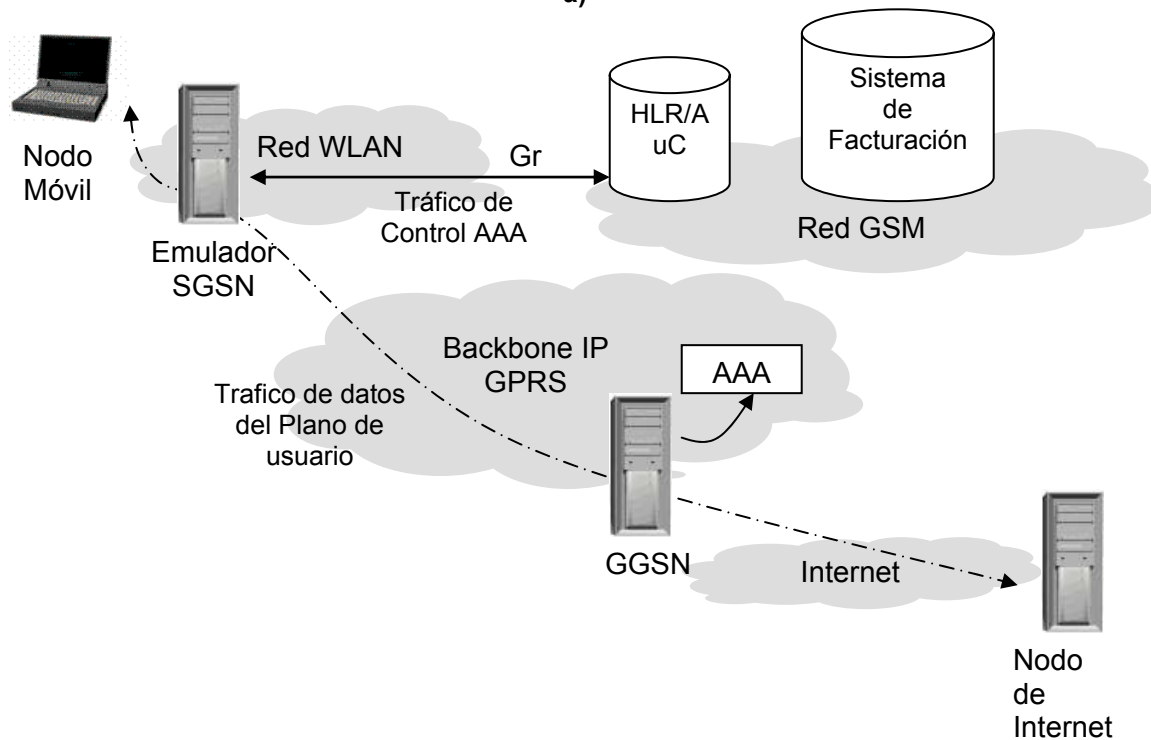 a)
Nodo
Móvil
Red WLAN
Gr
HLR/A
uC
Sistema
de
Facturación
Tráfico de
Control AAA
Red GSM
Emulador
SGSN
Backbone IP
GPRS
AAA
Trafico de datos
del Plano de
usuario
GGSN
Internet
Nodo
de
Internet